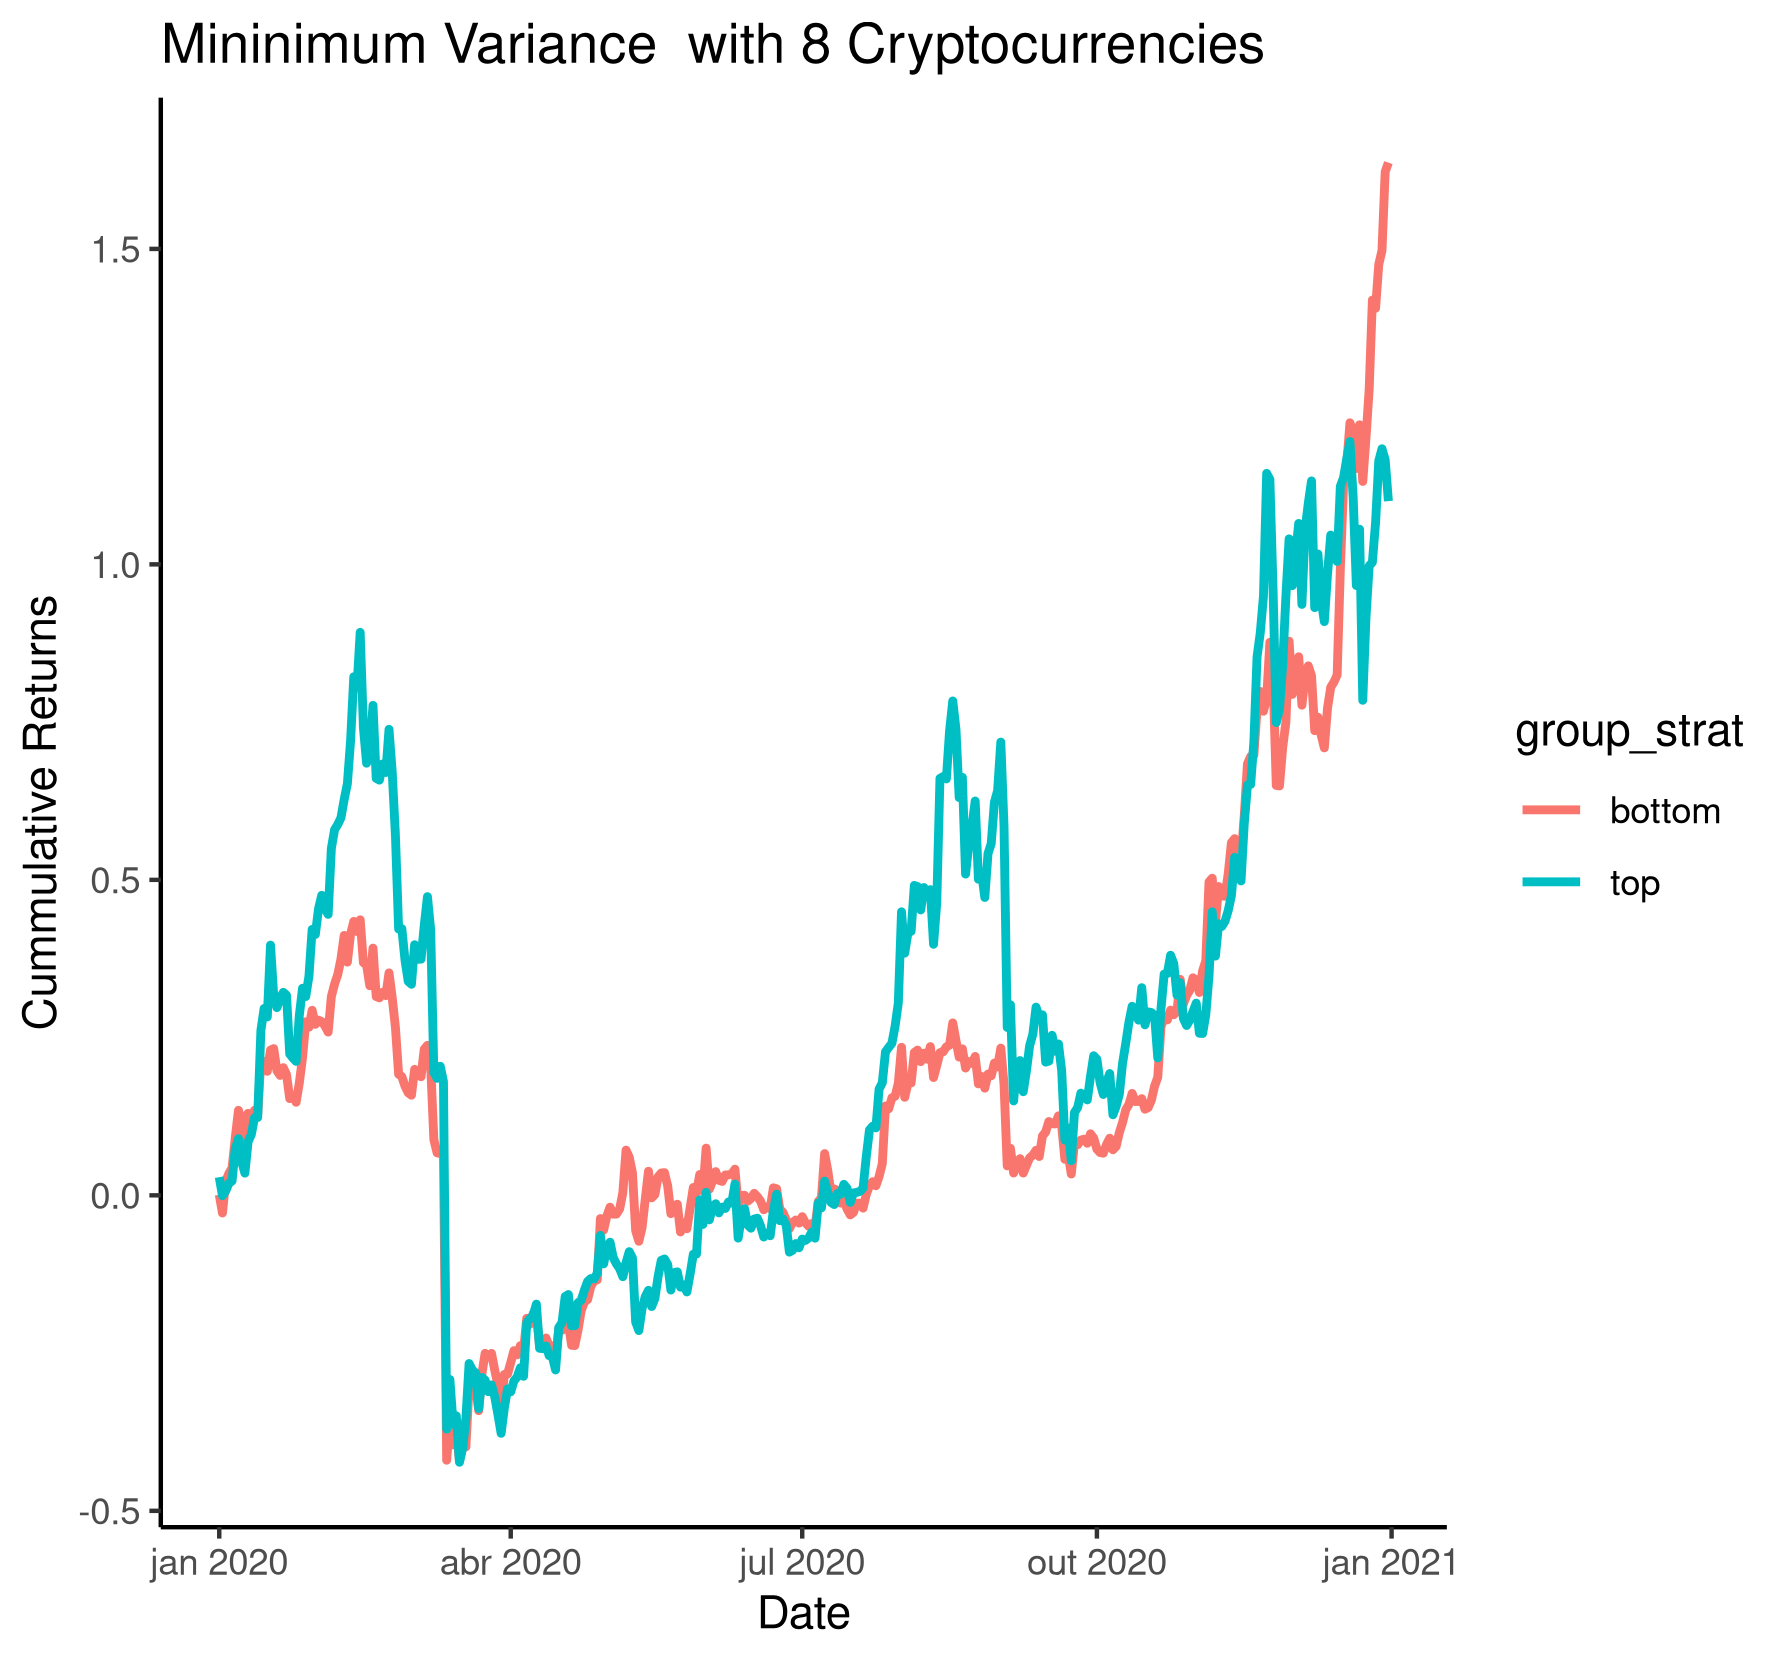 Mininimum Variance  with 8 Cryptocurrencies
Cummulative Returns
1.5
1.0
0.5
0.0
-0.5
jan 2020
abr 2020
jul 2020
out 2020
jan 2021
Date
group_strat
bottom
top